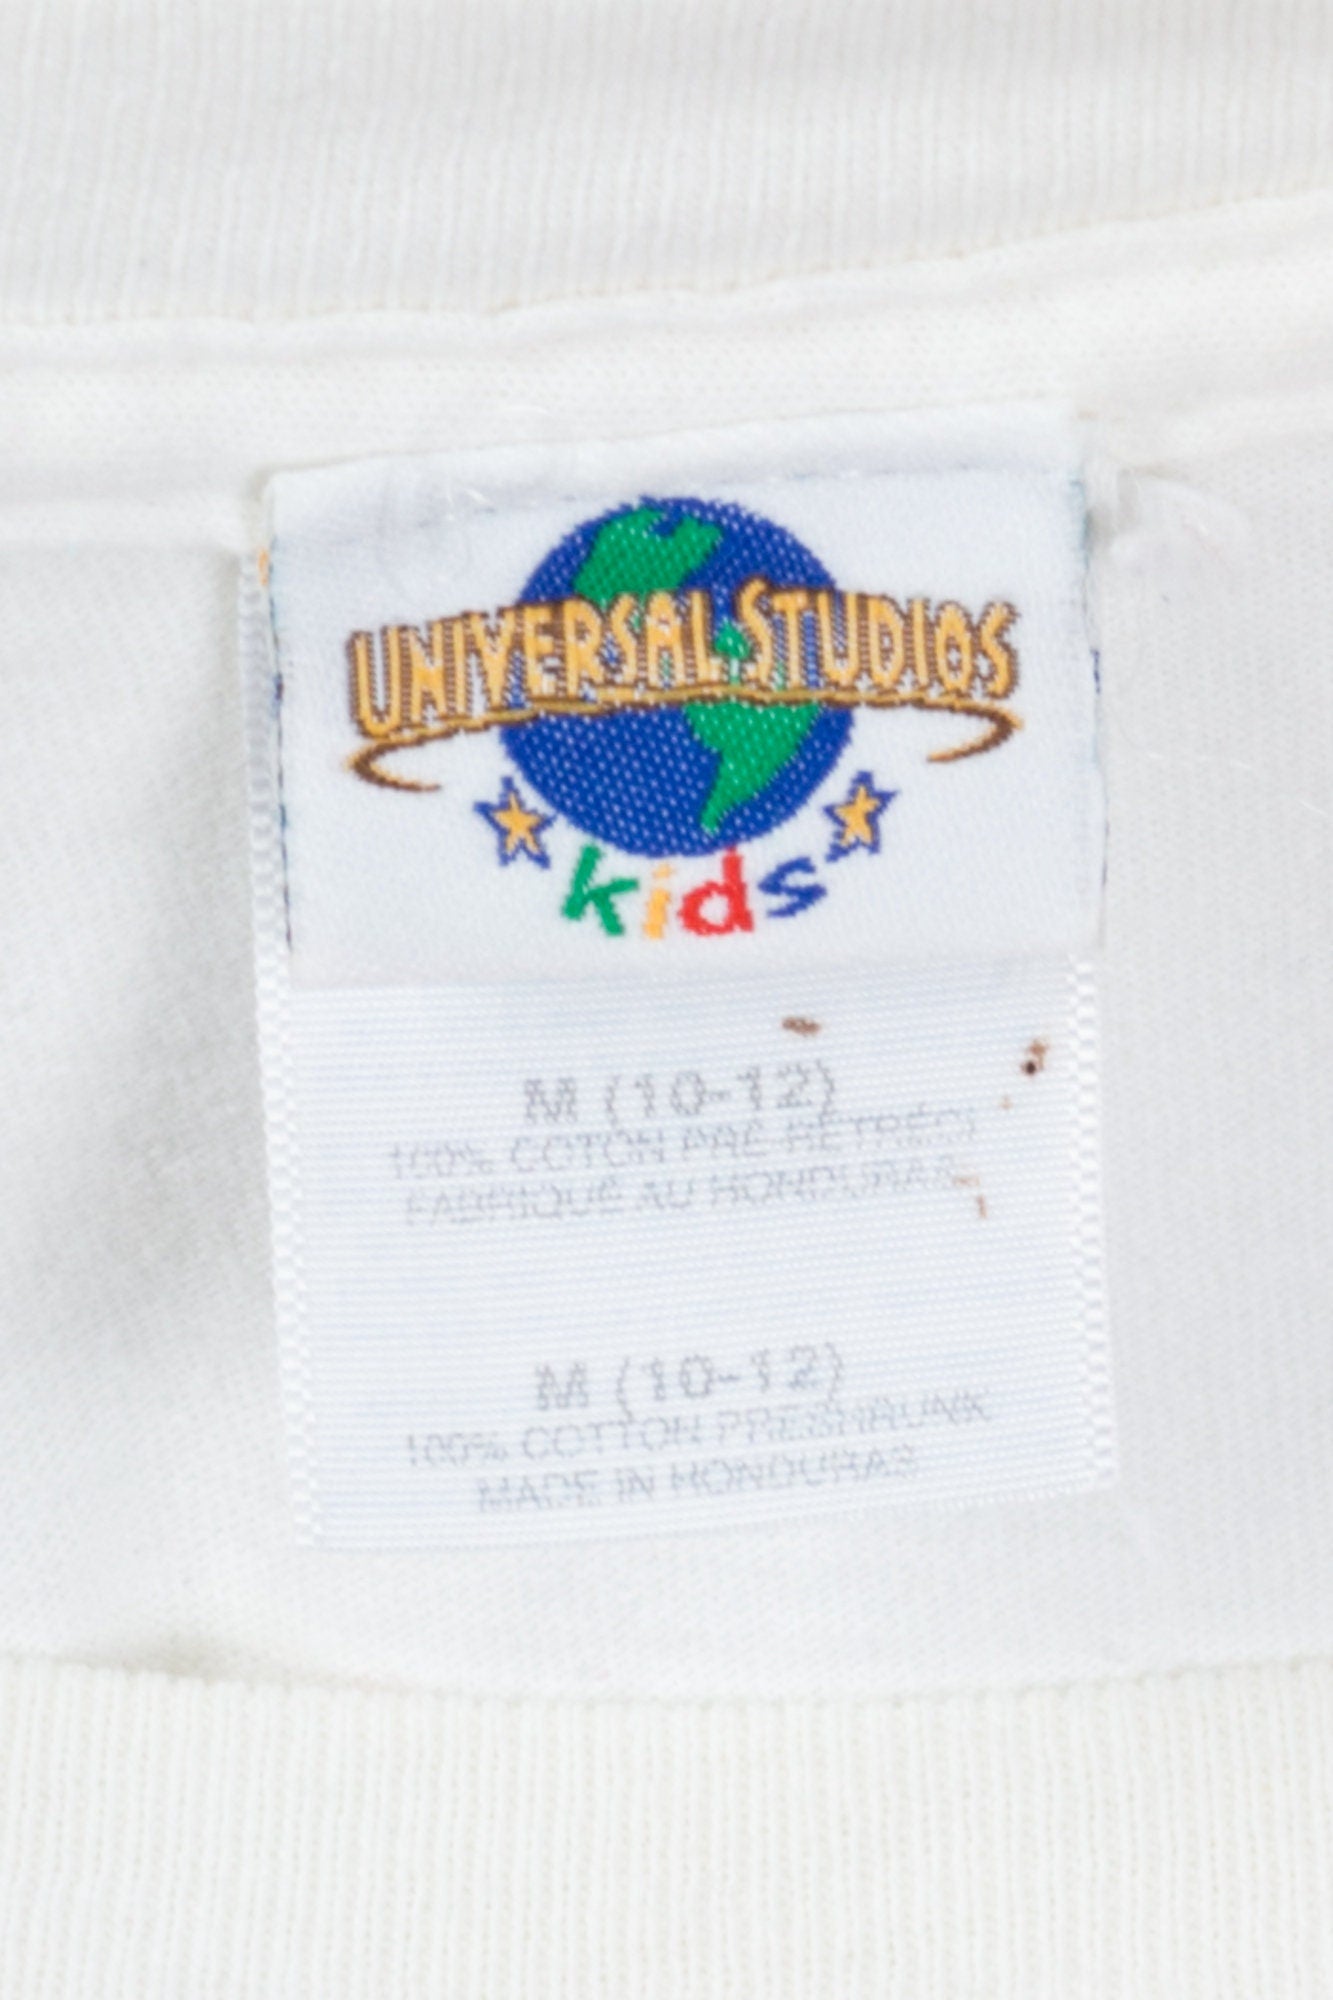 UNIVERSAL STUDIOS
kids
M (10-12)
100% COTON PRE-RÉTRÉCI
FABRIQUÉ AU HONDURAS
M (10-12)
100% COTTON PRESHRUNK
MADE IN HONDURAS